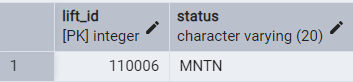 lift_id status
[PK] integer character varying (20)
1 110006 MNTN